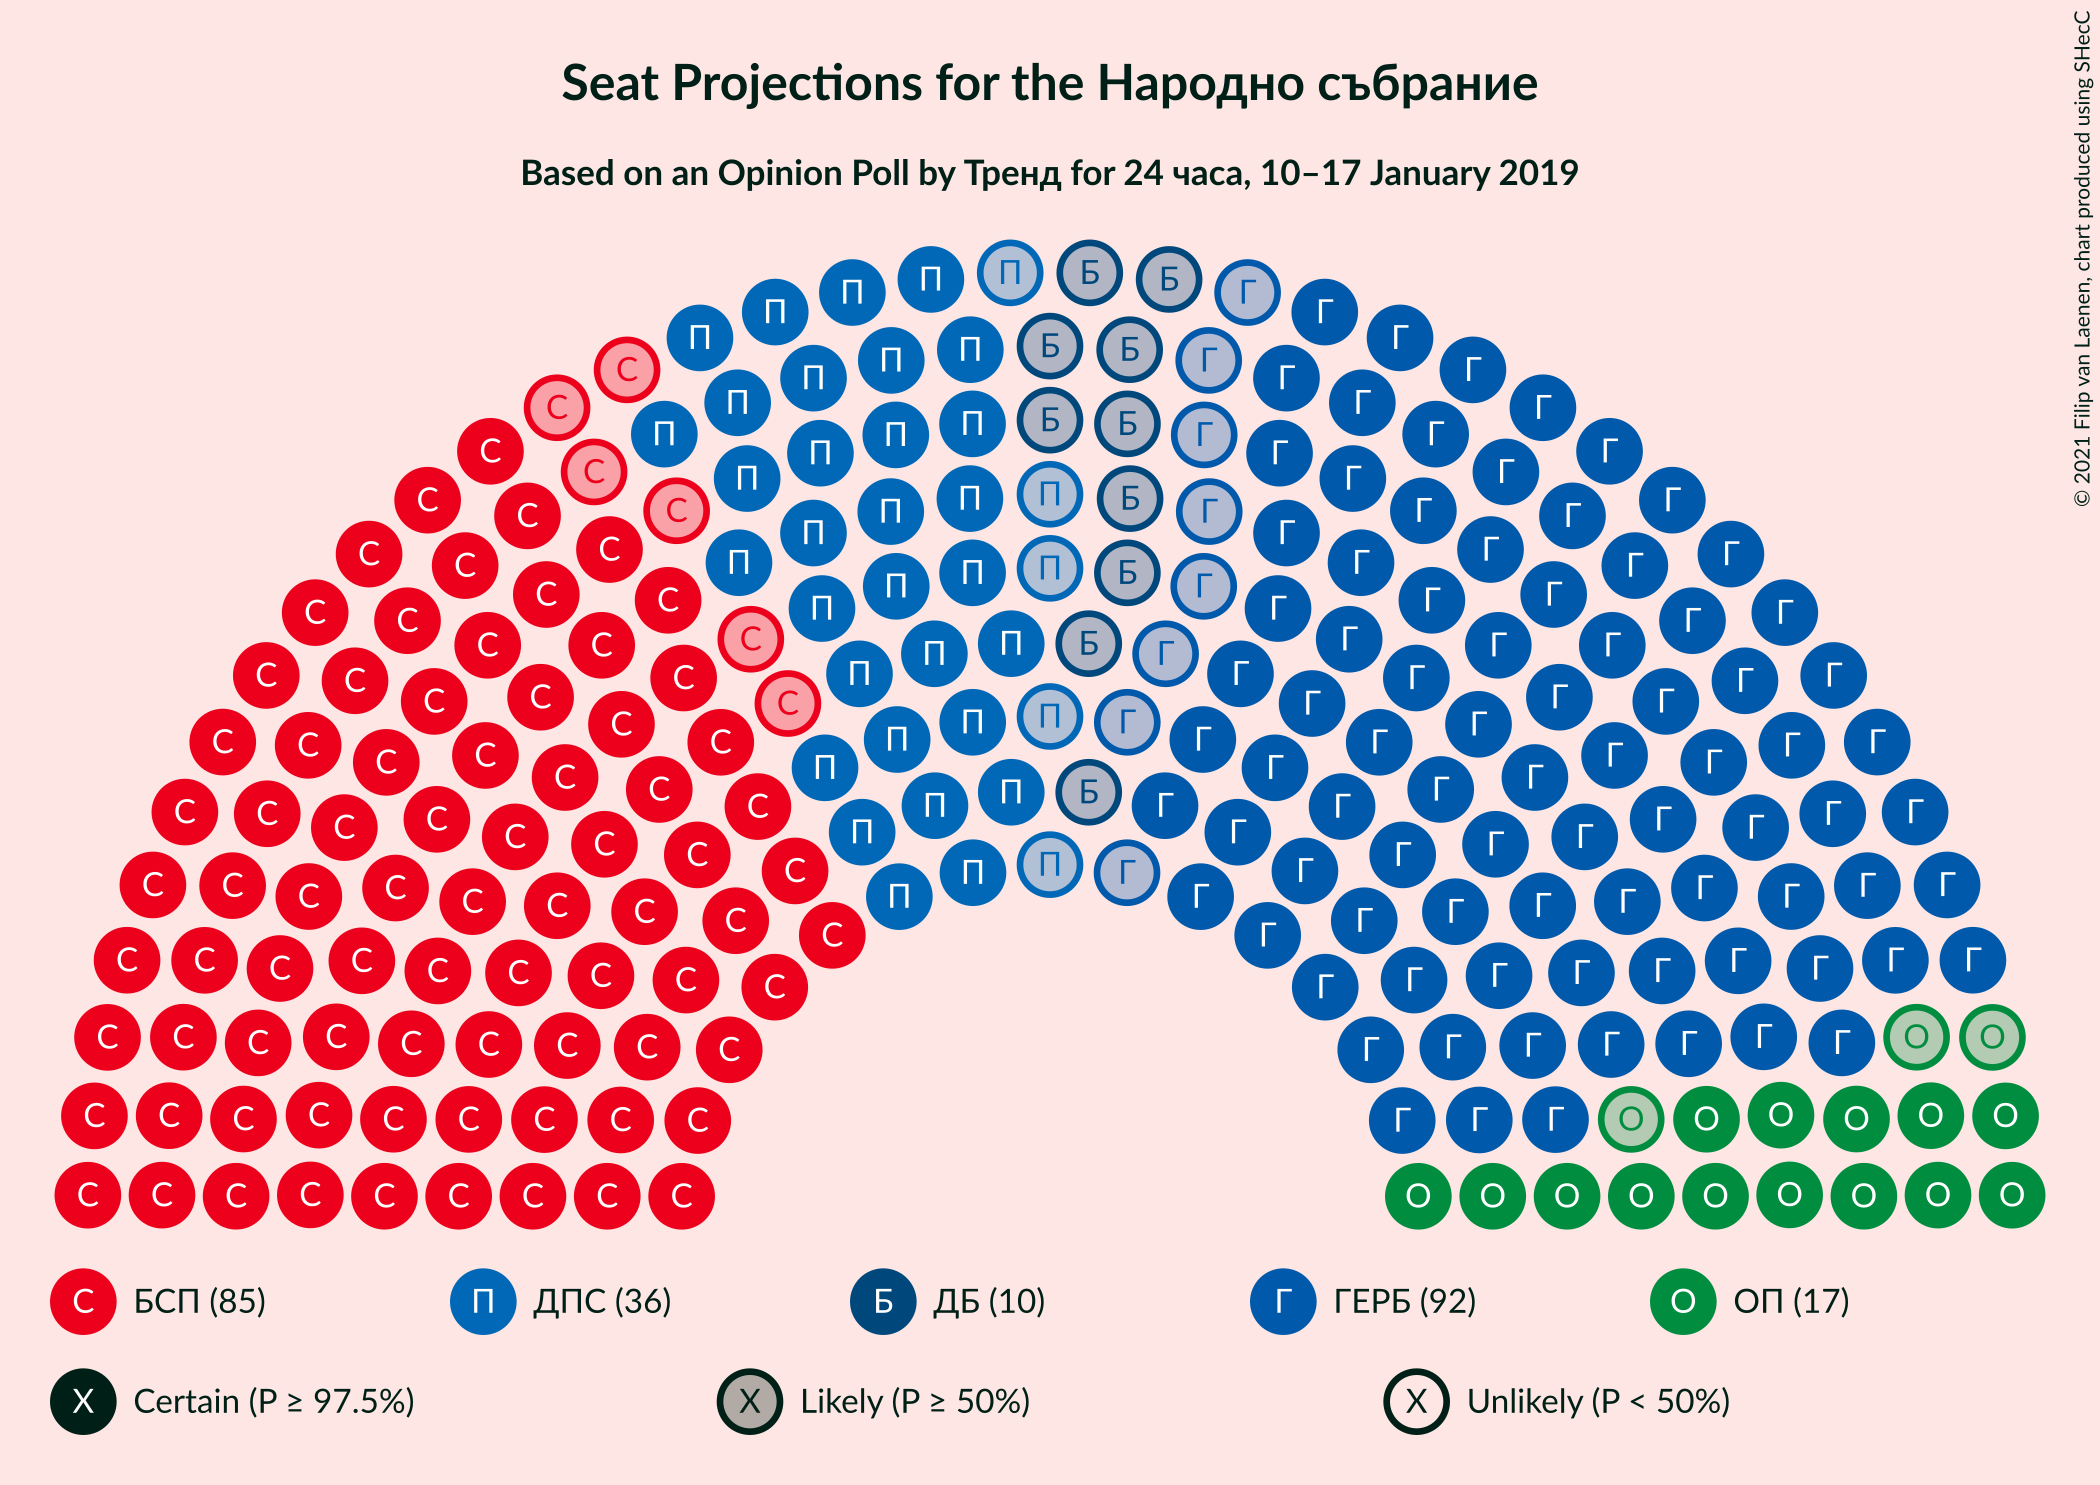 Seat Projections for the Народно събрание
Based on an Opinion Poll by Тренд for 24 часа, 10–17 January 2019
© 2021 Filip van Laenen, chart produced using SHecC
П П П П П Б Б Г Г Г Г Г Г Г Г Г
С БСП (85) П ДПС (36) Б ДБ (10) Г ГЕРБ (92) О ОП (17)
X Certain (P ≥ 97.5%) X Likely (P ≥ 50%) X Unlikely (P < 50%)